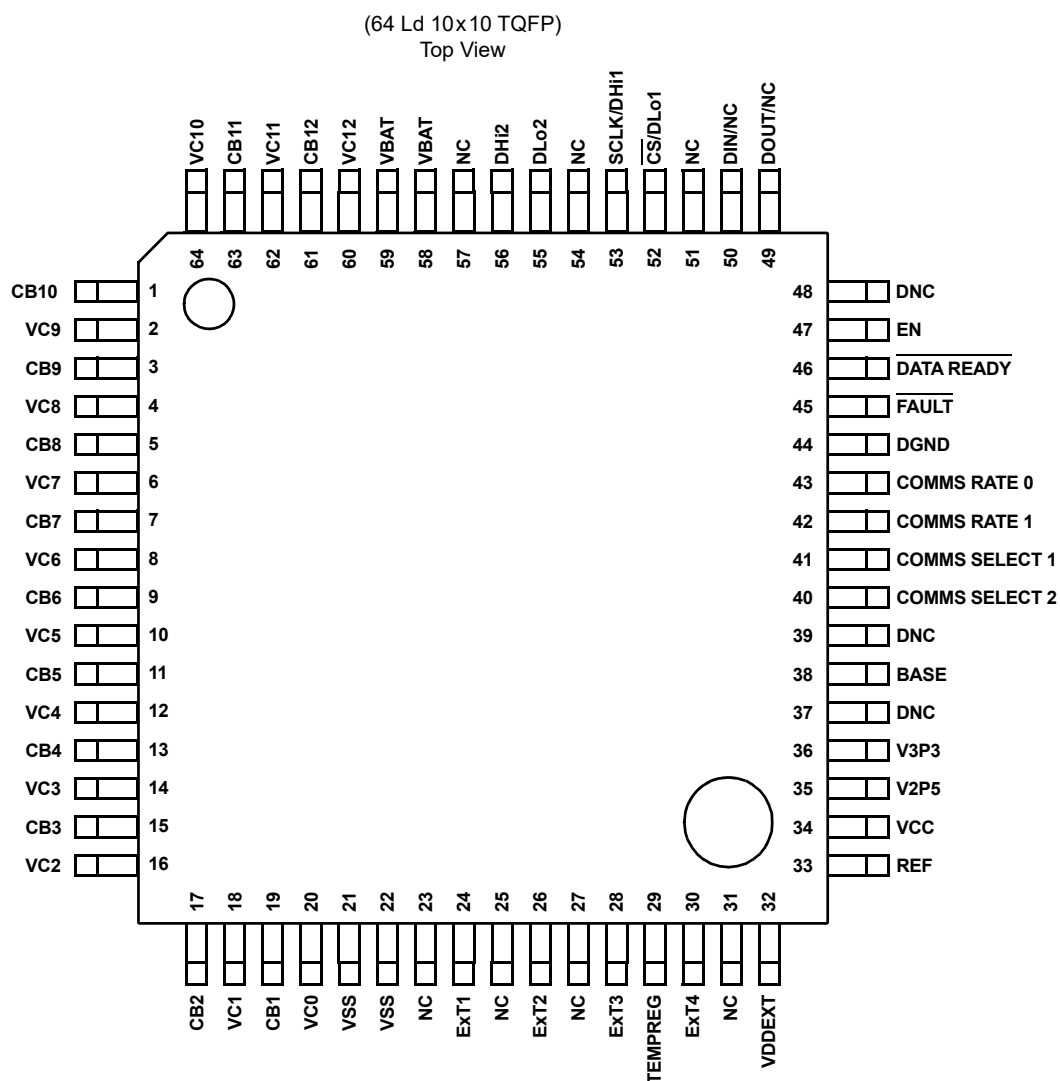 (64 Ld 10x10 TQFP)
Top View
VC10
CB11
VC11
CB12
VC12
VBAT
VBAT
NC
DHi2
DLo2
NC
SCLK/DHi1
CS/DLo1
NC
DIN/NC
DOUT/NC
64 63 62 61 60 59 58 57 56 55 54 53 52 51 50 49
CB10 1 48 DNC
VC9 2 47 EN
CB9 3 46 DATA READY
VC8 4 45 FAULT
CB8 5 44 DGND
VC7 6 43 COMMS RATE 0
CB7 7 42 COMMS RATE 1
VC6 8 41 COMMS SELECT 1
CB6 9 40 COMMS SELECT 2
VC5 10 39 DNC
CB5 11 38 BASE
VC4 12 37 DNC
CB4 13 36 V3P3
VC3 14 35 V2P5
CB3 15 34 VCC
VC2 16 33 REF
17 18 19 20 21 22 23 24 25 26 27 28 29 30 31 32
CB2
VC1
CB1
VC0
VSS
VSS
NC
ExT1
NC
ExT2
NC
ExT3
TEMPREG
ExT4
NC
VDDEXT